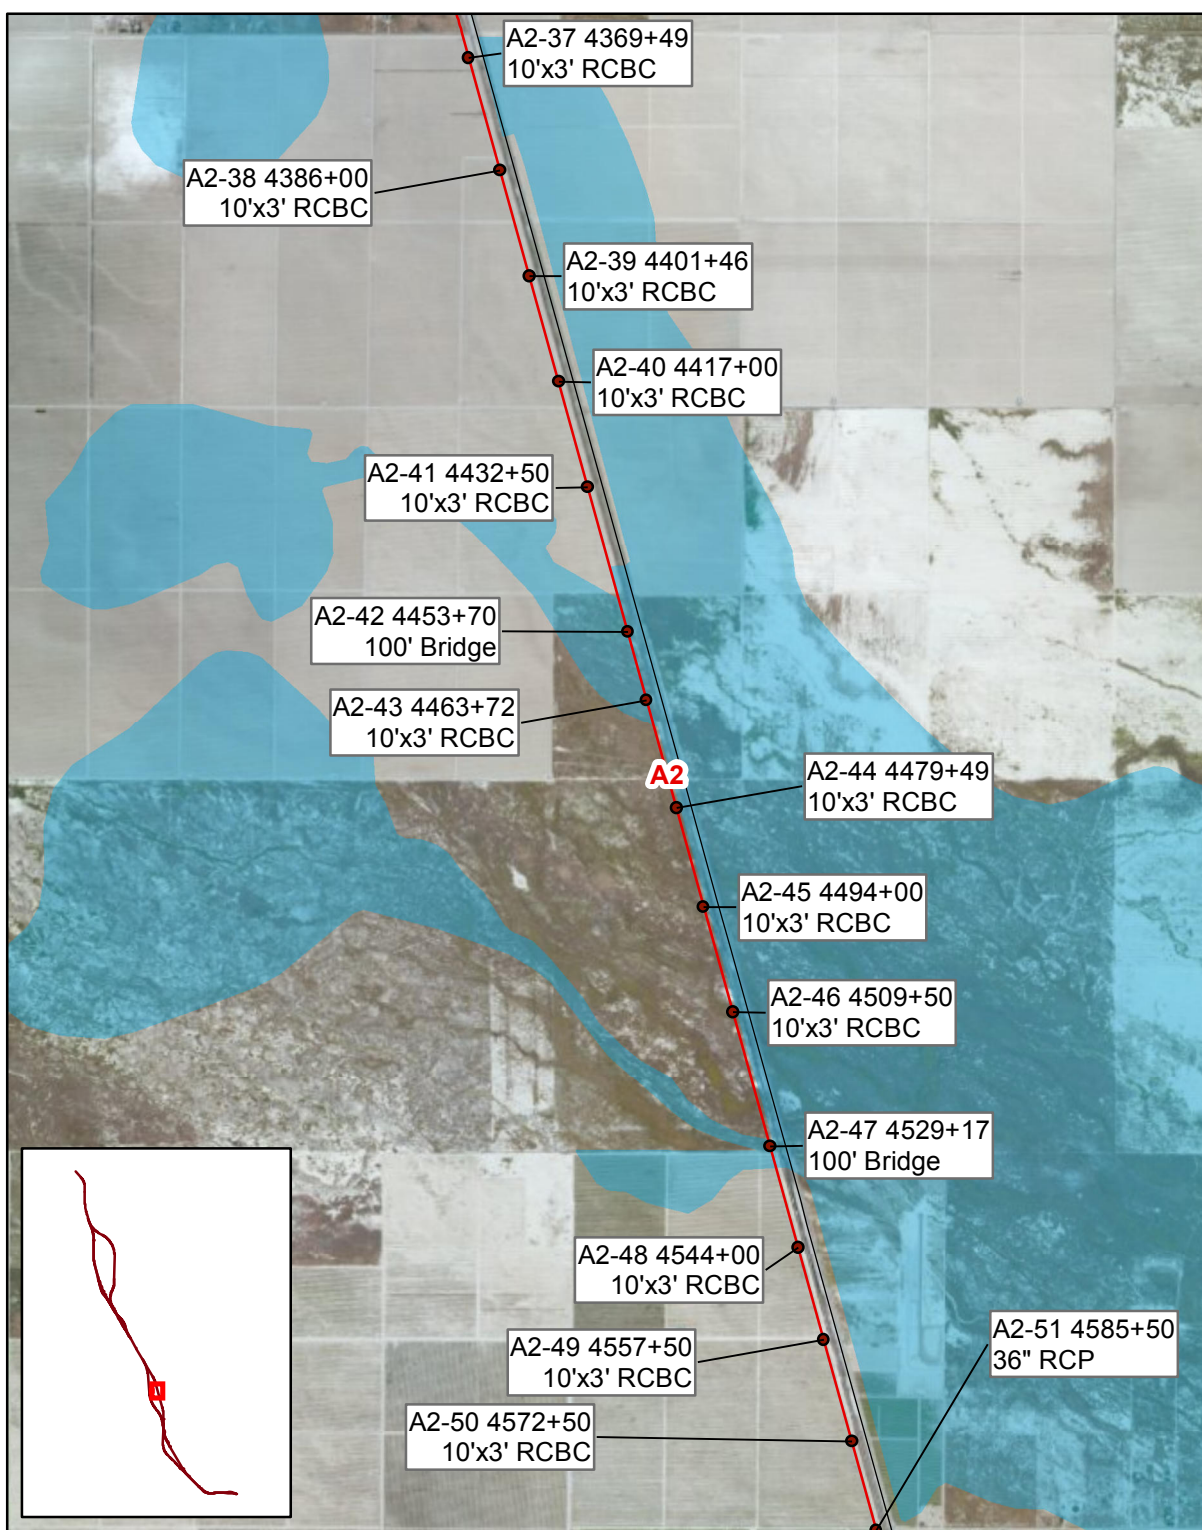 A2-37 4369+49
10'x3' RCBC
A2-38 4386+00
10'x3' RCBC
A2-39 4401+46
10'x3' RCBC
A2-40 4417+00
10'x3' RCBC
A2-41 4432+50
10'x3' RCBC
A2-42 4453+70
100' Bridge
A2-43 4463+72
10'x3' RCBC
A2
A2-44 4479+49
10'x3' RCBC
A2-45 4494+00
10'x3' RCBC
A2-46 4509+50
10'x3' RCBC
A2-47 4529+17
100' Bridge
A2-48 4544+00
10'x3' RCBC
A2-49 4557+50
10'x3' RCBC
A2-51 4585+50
36" RCP
A2-50 4572+50
10'x3' RCBC